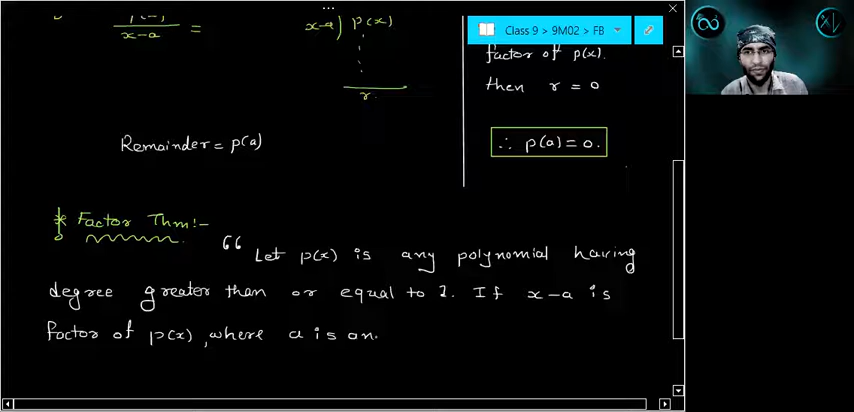 x-a =
x-a) p(x)
r.
Remainder = p(a)
Class 9 > 9M02 > FB
factor of p(x).
then r = 0
∴ p(a) = 0.
* Factor Thm:-
“ Let p(x) is any polynomial having
degree greater than or equal to 1. If x-a is
factor of p(x), where a is an